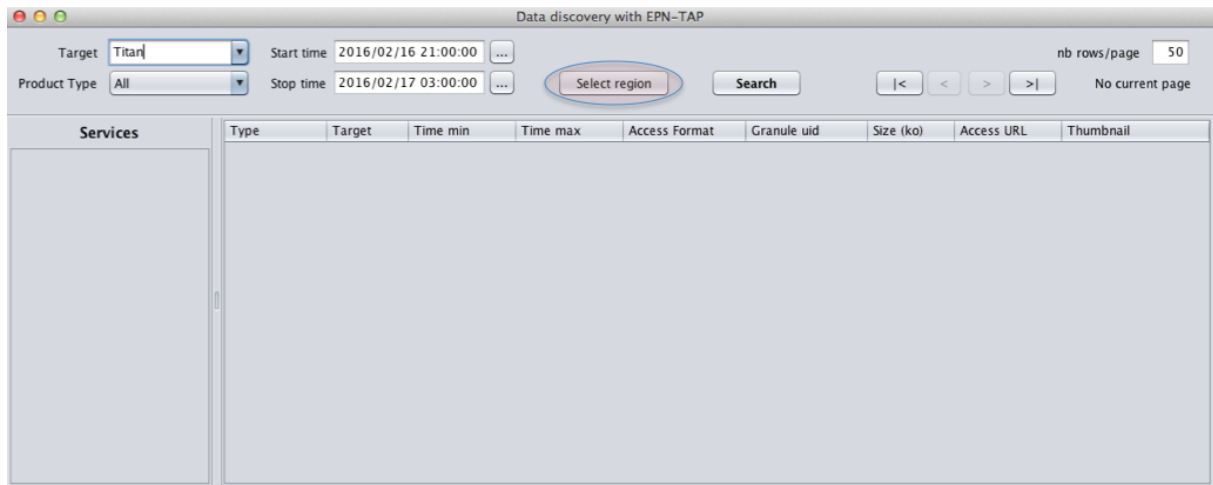 Data discovery with EPN-TAP
Target Titan Start time 2016/02/16 21:00:00 ... nb rows/page 50
Product Type All Stop time 2016/02/17 03:00:00 ... Select region Search |< < > >| No current page
Services Type Target Time min Time max Access Format Granule uid Size (ko) Access URL Thumbnail